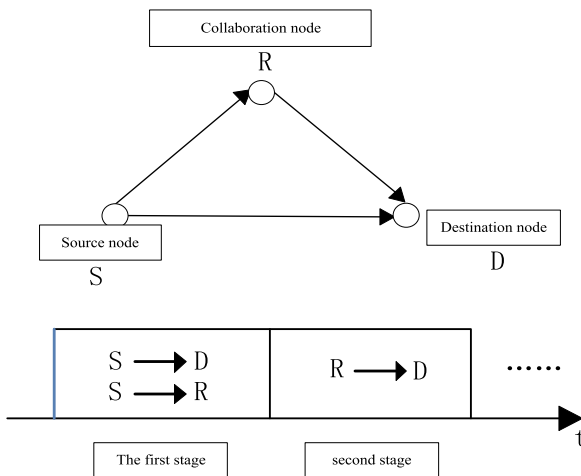 Collaboration node
R
Source node
S
Destination node
D
S → D
S → R
R → D
......
t
The first stage
second stage